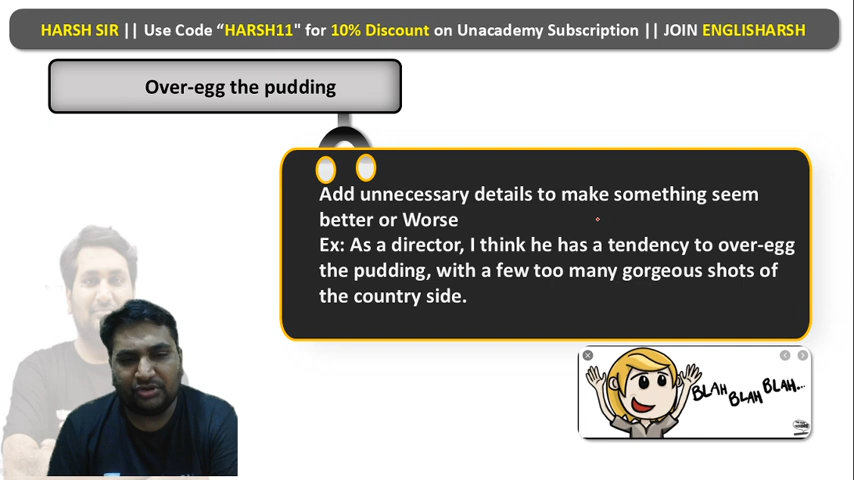 HARSH SIR || Use Code “HARSH11" for 10% Discount on Unacademy Subscription || JOIN ENGLISHARSH
Over-egg the pudding
Add unnecessary details to make something seem
better or Worse
Ex: As a director, I think he has a tendency to over-egg
the pudding, with a few too many gorgeous shots of
the country side.
BLAH BLAH BLAH...